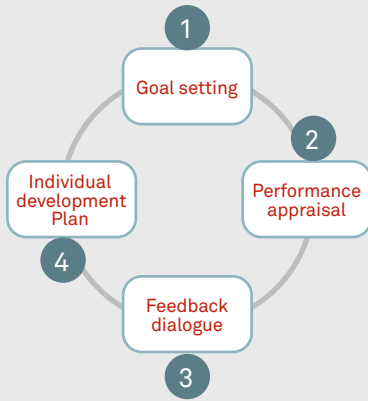 1
Goal setting
2
Performance
appraisal
Individual
development
Plan
4
Feedback
dialogue
3